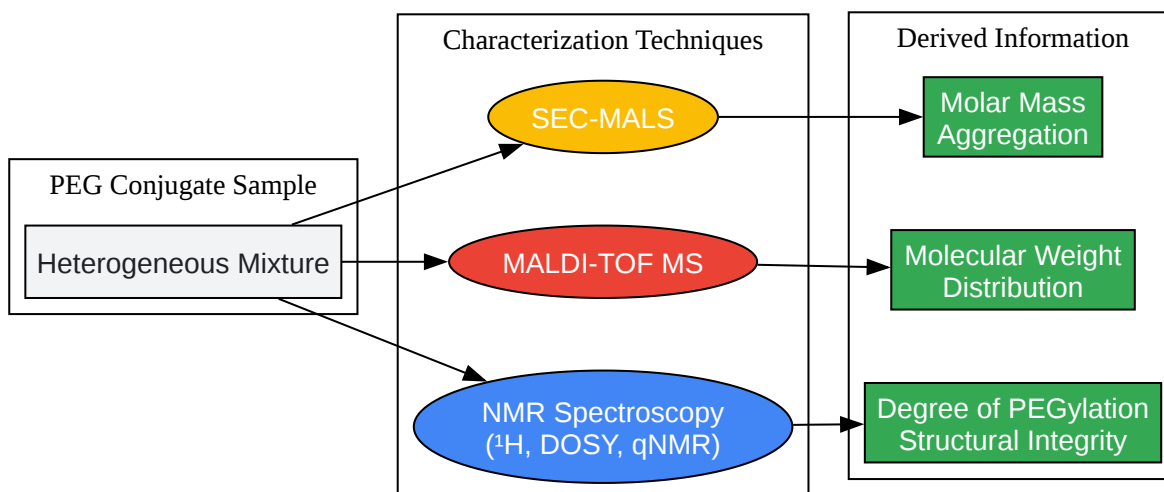 PEG Conjugate Sample
Heterogeneous Mixture
Characterization Techniques
SEC-MALS
MALDI-TOF MS
NMR Spectroscopy
(¹H, DOSY, qNMR)
Derived Information
Molar Mass
Aggregation
Molecular Weight
Distribution
Degree of PEGylation
Structural Integrity